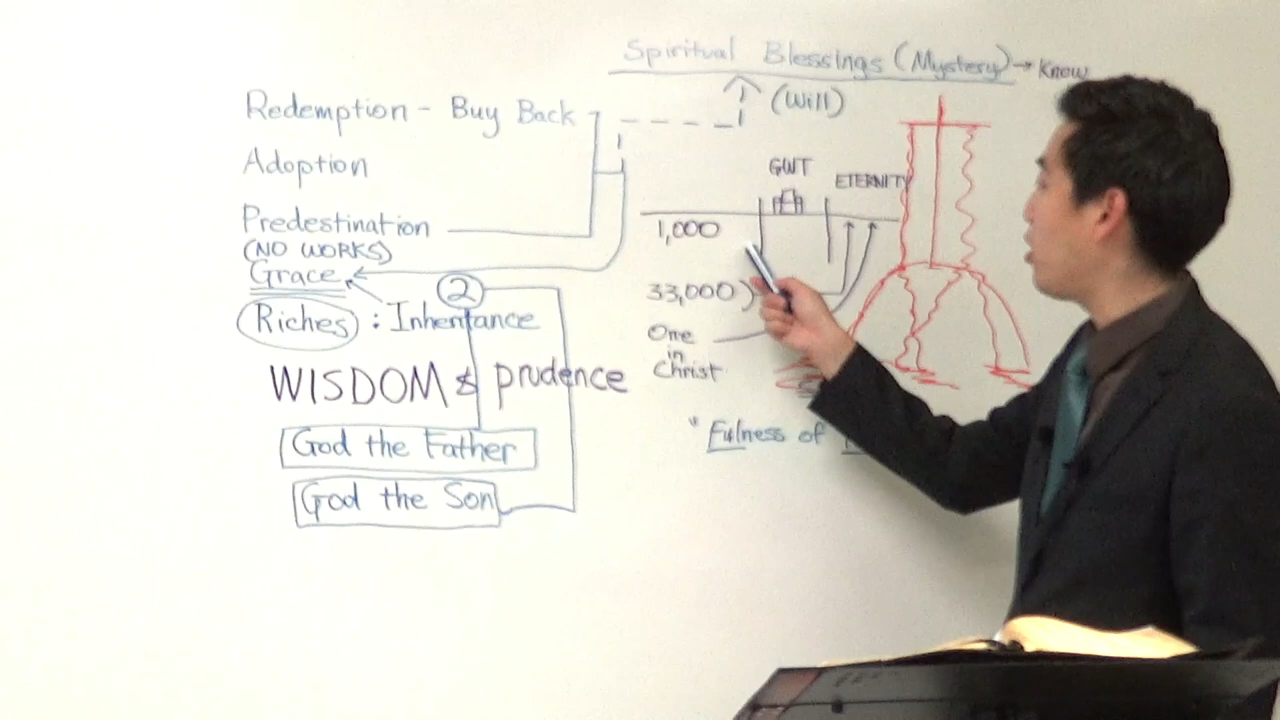 Spiritual Blessings (Mystery) → Know
Redemption - Buy Back
(Will)
Adoption
GWT
ETERNITY
Predestination
1,000
(NO WORKS)
Grace
2
33,000)
Riches : Inheritance
One
in
Christ
WISDOM & prudence
God the Father
"Fulness of
God the Son